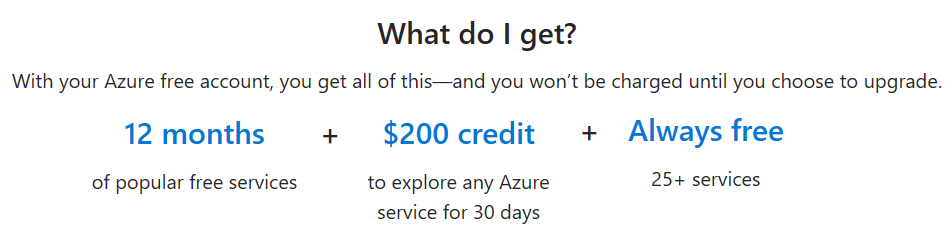 What do I get?
With your Azure free account, you get all of this—and you won't be charged until you choose to upgrade.
12 months + $200 credit + Always free
of popular free services to explore any Azure 25+ services
service for 30 days